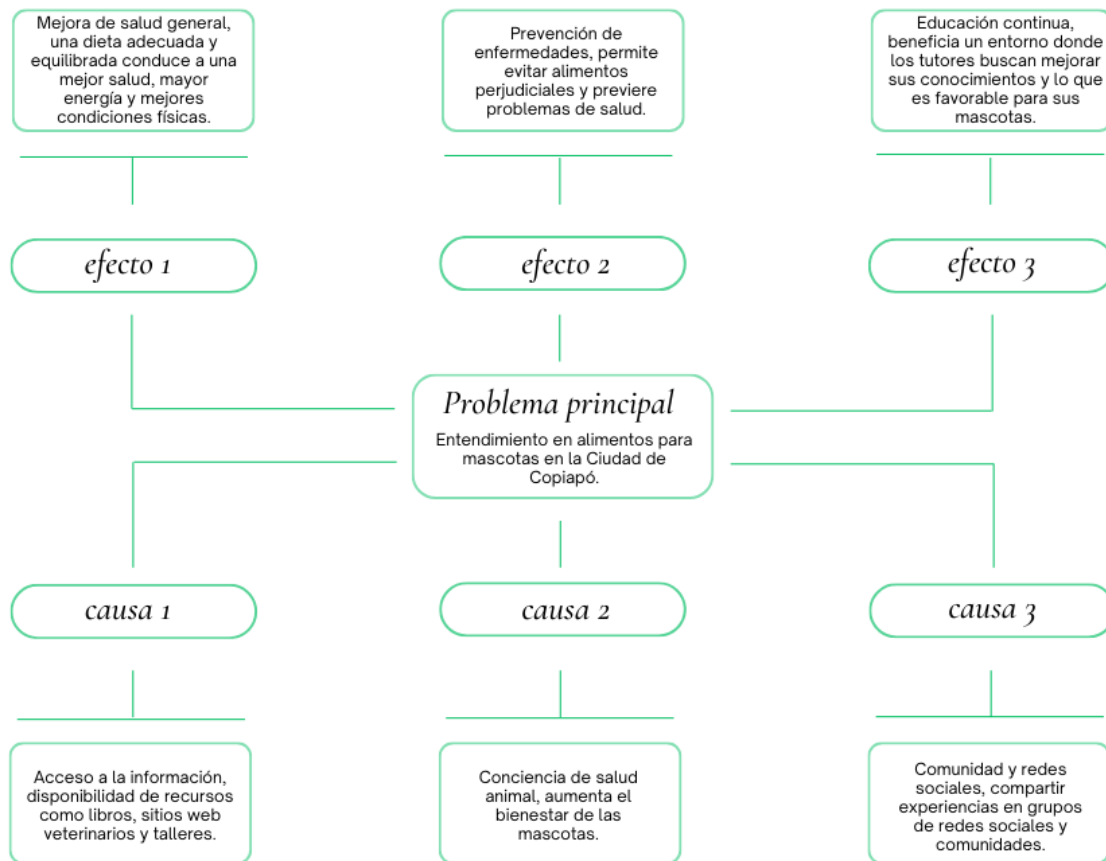 Mejora de salud general,
una dieta adecuada y
equilibrada conduce a una
mejor salud, mayor
energía y mejores
condiciones físicas.
Prevención de
enfermedades, permite
evitar alimentos
perjudiciales y previere
problemas de salud.
Educación continua,
beneficia un entorno donde
los tutores buscan mejorar
sus conocimientos y lo que
es favorable para sus
mascotas.
efecto 1
efecto 2
efecto 3
Problema principal
Entendimiento en alimentos para
mascotas en la Ciudad de
Copiapó.
causa 1
causa 2
causa 3
Acceso a la información,
disponibilidad de recursos
como libros, sitios web
veterinarios y talleres.
Conciencia de salud
animal, aumenta el
bienestar de las
mascotas.
Comunidad y redes
sociales, compartir
experiencias en grupos
de redes sociales y
comunidades.